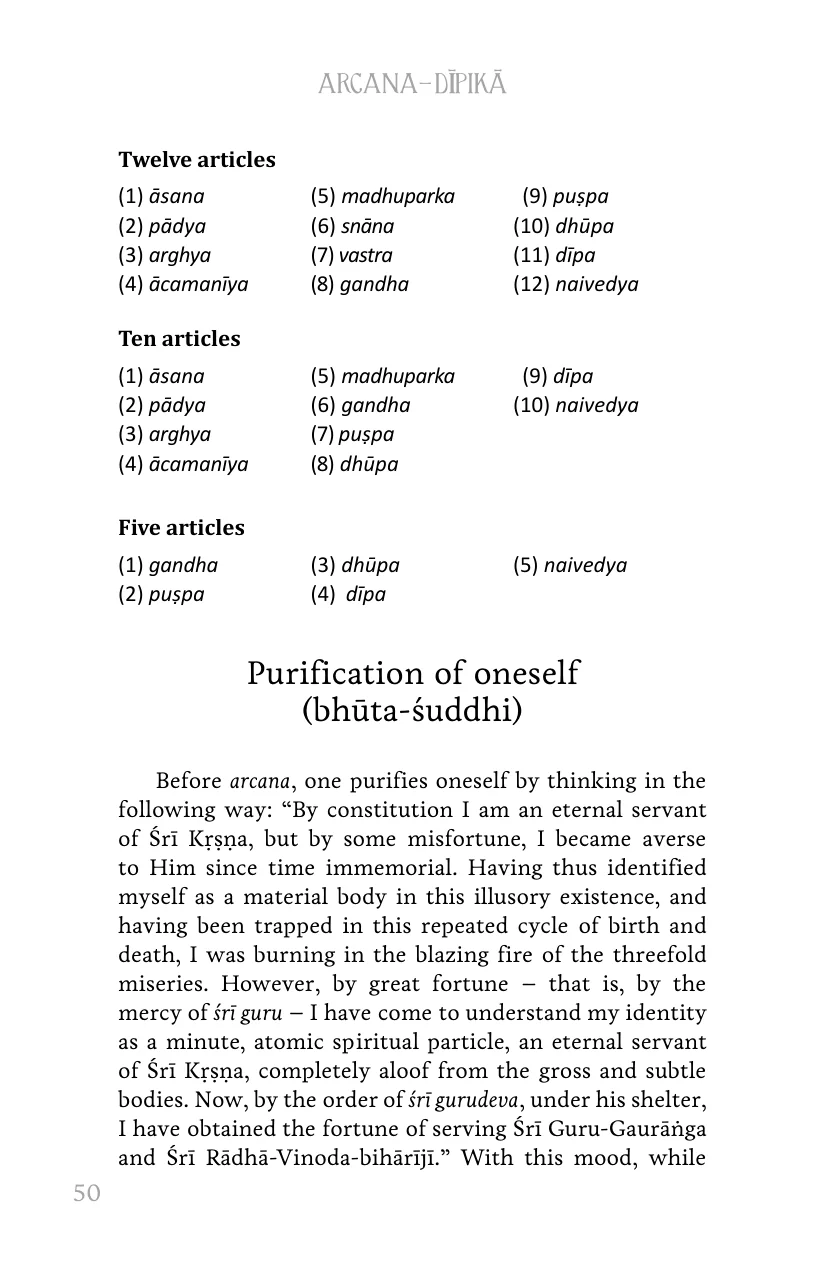 ARCANA–DĪPIKĀ
Twelve articles
(1) āsana (5) madhuparka (9) puṣpa
(2) pādya (6) snāna (10) dhūpa
(3) arghya (7) vastra (11) dīpa
(4) ācamanīya (8) gandha (12) naivedya
Ten articles
(1) āsana (5) madhuparka (9) dīpa
(2) pādya (6) gandha (10) naivedya
(3) arghya (7) puṣpa
(4) ācamanīya (8) dhūpa
Five articles
(1) gandha (3) dhūpa (5) naivedya
(2) puṣpa (4) dīpa
Purification of oneself
(bhūta-śuddhi)
Before arcana, one purifies oneself by thinking in the
following way: “By constitution I am an eternal servant
of Śrī Kṛṣṇa, but by some misfortune, I became averse
to Him since time immemorial. Having thus identified
myself as a material body in this illusory existence, and
having been trapped in this repeated cycle of birth and
death, I was burning in the blazing fire of the threefold
miseries. However, by great fortune – that is, by the
mercy of śrī guru – I have come to understand my identity
as a minute, atomic spiritual particle, an eternal servant
of Śrī Kṛṣṇa, completely aloof from the gross and subtle
bodies. Now, by the order of śrī gurudeva, under his shelter,
I have obtained the fortune of serving Śrī Guru-Gaurāṅga
and Śrī Rādhā-Vinoda-bihārījī.” With this mood, while
50